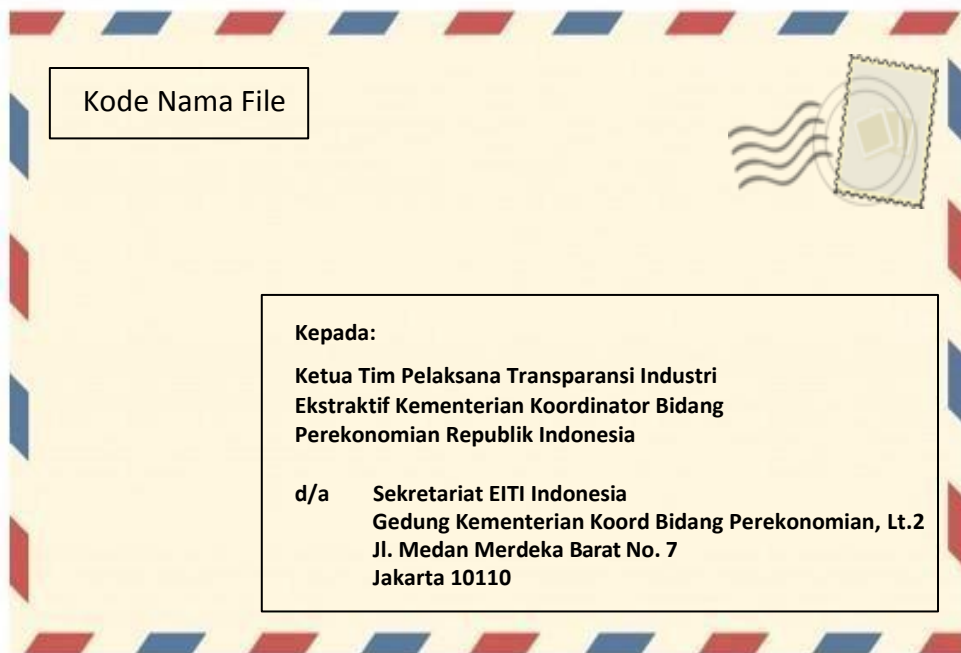 Kode Nama File
Kepada:
Ketua Tim Pelaksana Transparansi Industri
Ekstraktif Kementerian Koordinator Bidang
Perekonomian Republik Indonesia
d/a Sekretariat EITI Indonesia
Gedung Kementerian Koord Bidang Perekonomian, Lt.2
Jl. Medan Merdeka Barat No. 7
Jakarta 10110